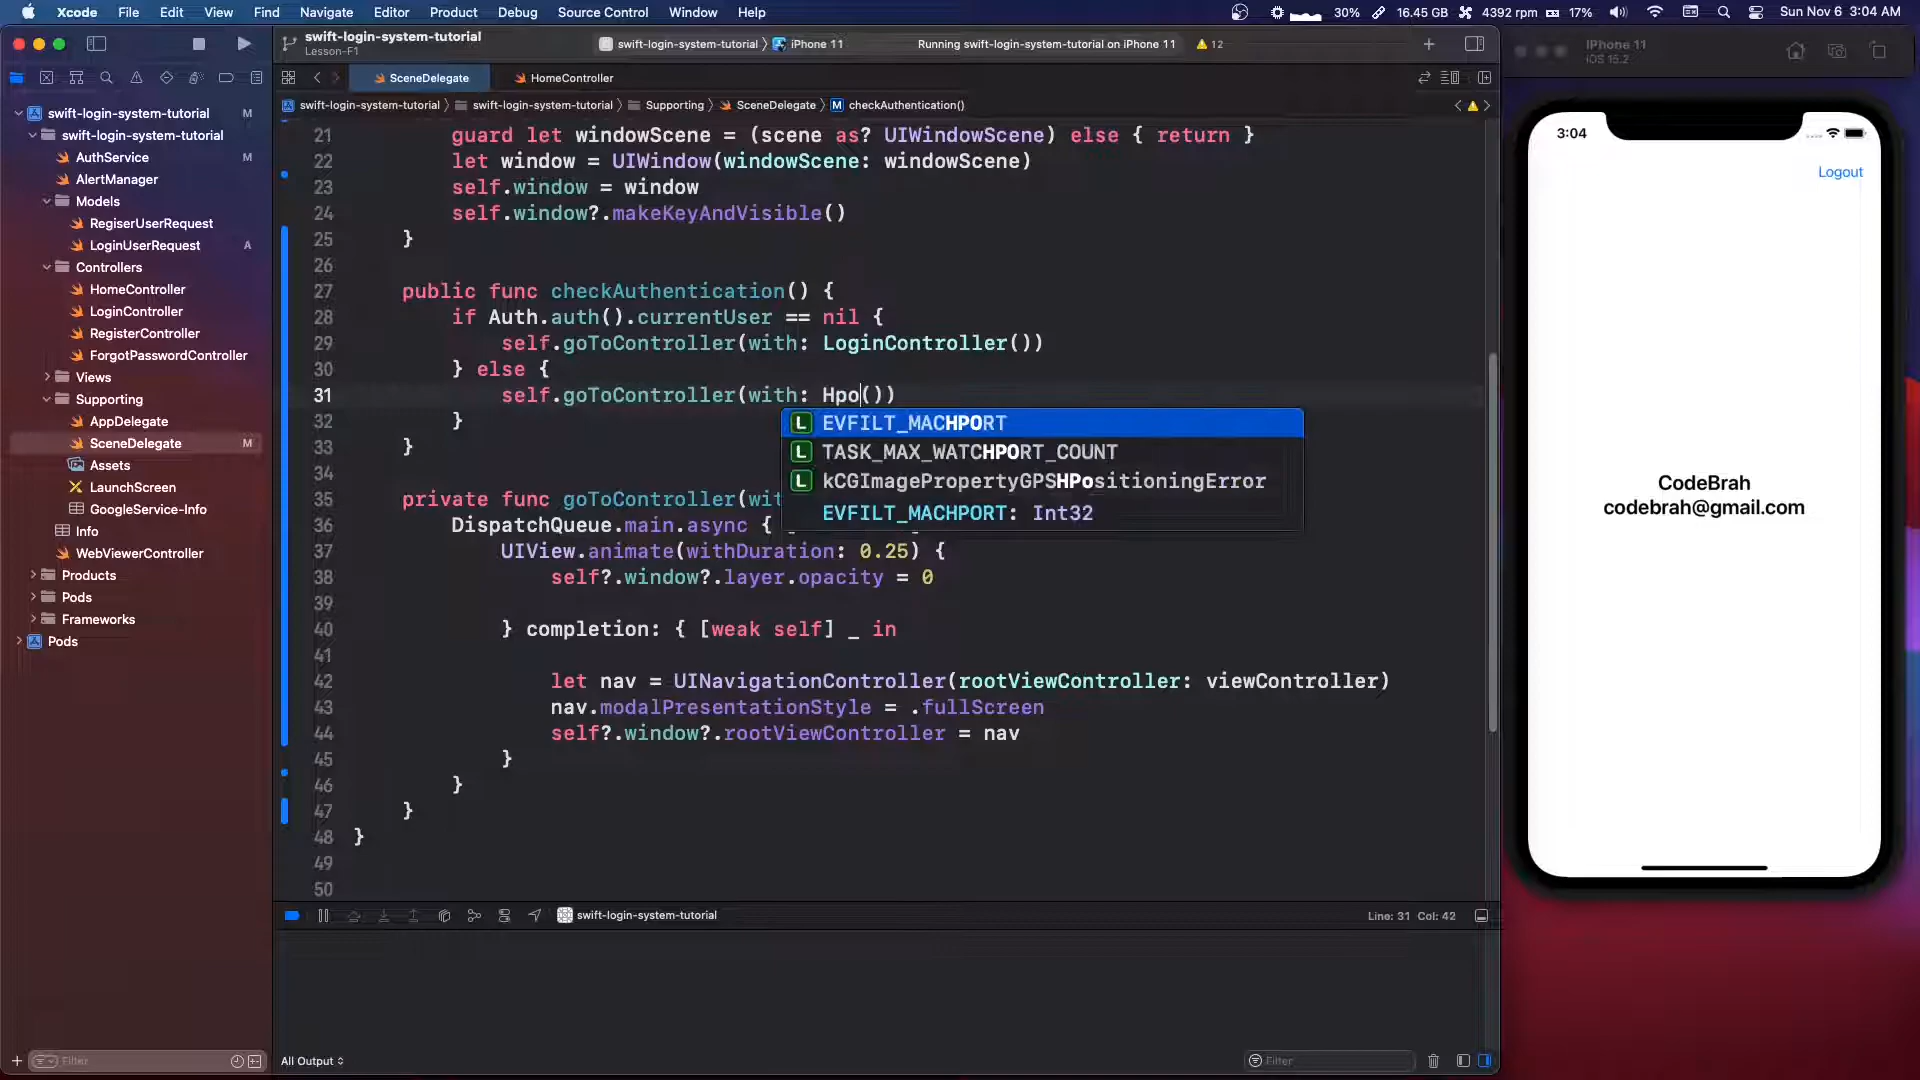 Xcode File Edit View Find Navigate Editor Product Debug Source Control Window Help 30% 16.45 GB 4392 rpm 17% Sun Nov 6 3:04 AM
swift-login-system-tutorial
Lesson-F1
swift-login-system-tutorial iPhone 11 Running swift-login-system-tutorial on iPhone 11 12
iPhone 11
iOS 15.2
SceneDelegate HomeController
swift-login-system-tutorial swift-login-system-tutorial Supporting SceneDelegate M checkAuthentication()
swift-login-system-tutorial M
swift-login-system-tutorial
AuthService M
AlertManager
Models
RegiserUserRequest
LoginUserRequest A
Controllers
HomeController
LoginController
RegisterController
ForgotPasswordController
Views
Supporting
AppDelegate
SceneDelegate M
Assets
LaunchScreen
GoogleService-Info
Info
WebViewerController
Products
Pods
Frameworks
Pods
Filter
21 guard let windowScene = (scene as? UIWindowScene) else { return }
22 let window = UIWindow(windowScene: windowScene)
23 self.window = window
24 self.window?.makeKeyAndVisible()
25 }
26
27 public func checkAuthentication() {
28 if Auth.auth().currentUser == nil {
29 self.goToController(with: LoginController())
30 } else {
31 self.goToController(with: Hpo())
32 }
33 }
34
35 private func goToController(wit
36 DispatchQueue.main.async {
37 UIView.animate(withDuration: 0.25) {
38 self?.window?.layer.opacity = 0
39
40 } completion: { [weak self] _ in
41
42 let nav = UINavigationController(rootViewController: viewController)
43 nav.modalPresentationStyle = .fullScreen
44 self?.window?.rootViewController = nav
45 }
46 }
47 }
48 }
49
50
L EVFILT_MACHPORT
L TASK_MAX_WATCHPORT_COUNT
L kCGImagePropertyGPSHPositioningError
EVFILT_MACHPORT: Int32
swift-login-system-tutorial Line: 31 Col: 42
All Output Filter
3:04
Logout
CodeBrah
codebrah@gmail.com